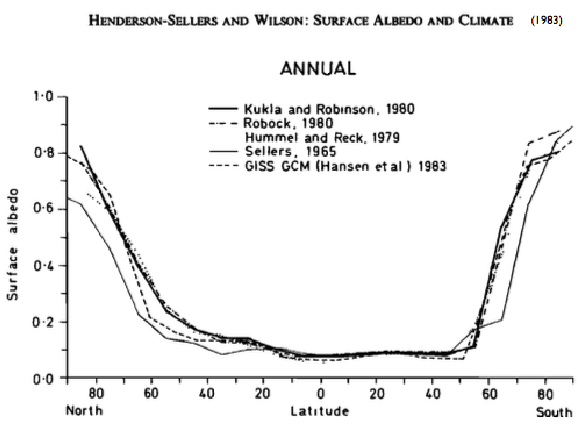 HENDERSON-SELLERS AND WILSON: SURFACE ALBEDO AND CLIMATE (1983)
ANNUAL
Kukla and Robinson, 1980
Robock, 1980
Hummel and Reck, 1979
Sellers, 1965
GISS GCM (Hansen et al) 1983
Surface albedo
1·0
0·8
0·6
0·4
0·2
0·0
80 60 40 20 0 20 40 60 80
North Latitude South